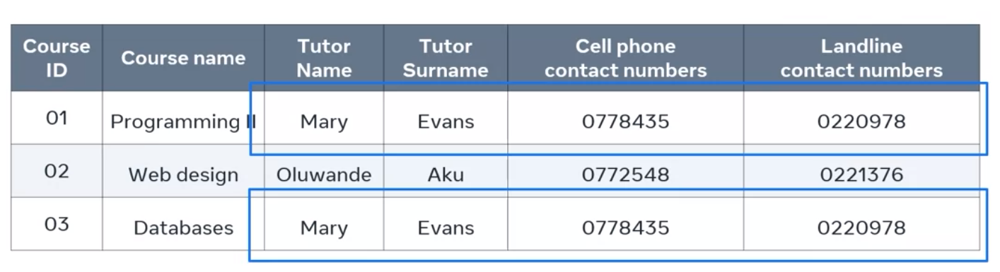 Course ID Course name Tutor Name Tutor Surname Cell phone contact numbers Landline contact numbers
01 Programming II Mary Evans 0778435 0220978
02 Web design Oluwande Aku 0772548 0221376
03 Databases Mary Evans 0778435 0220978